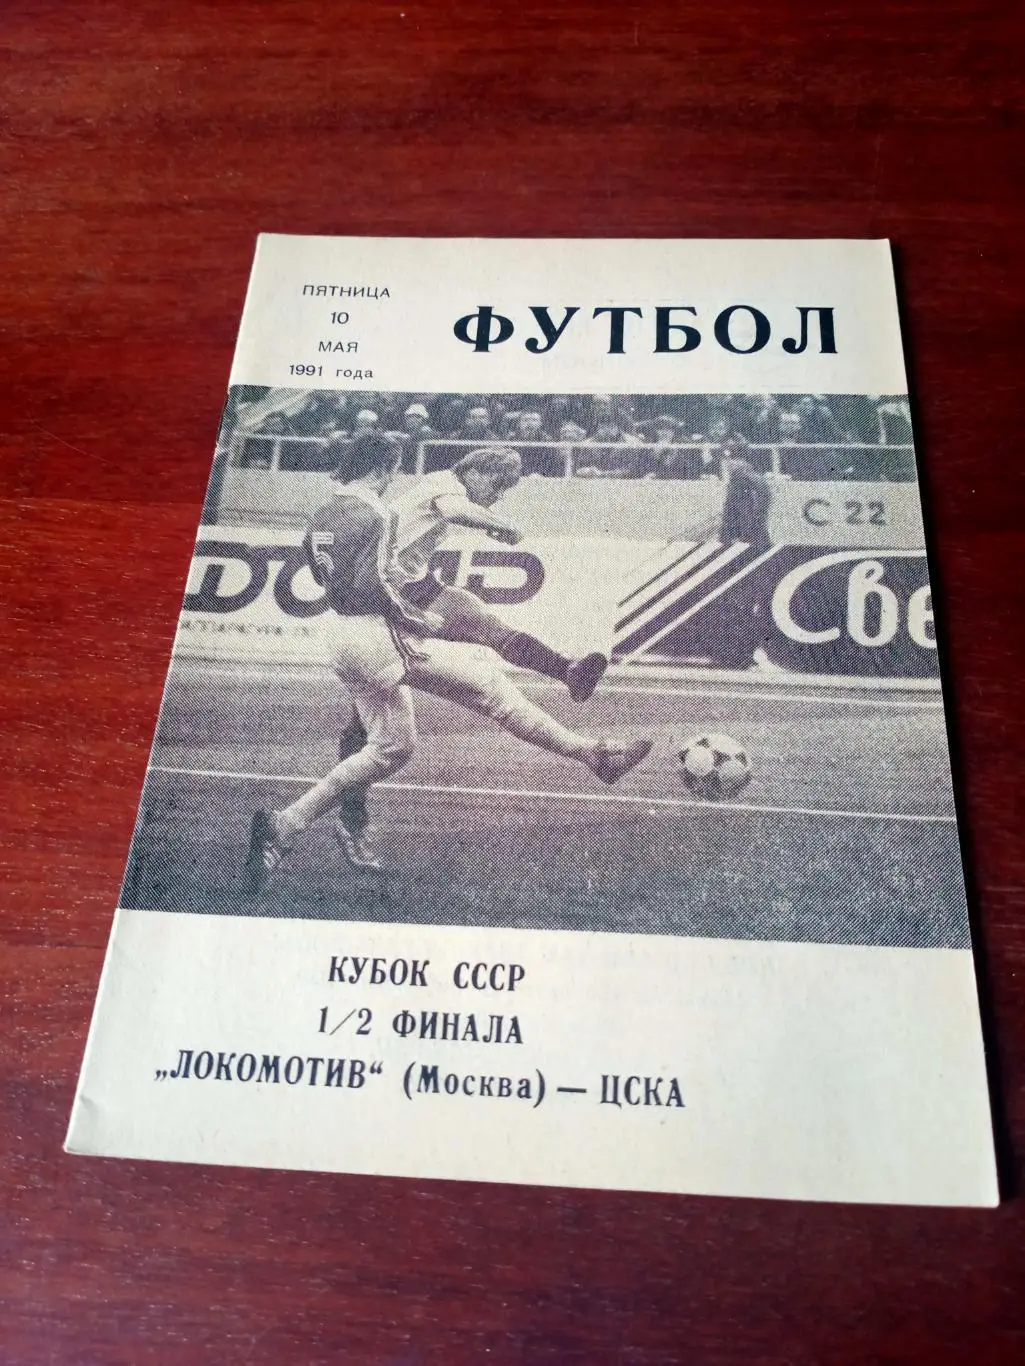 ПЯТНИЦА
10
МАЯ
1991 года
ФУТБОЛ
С 22
Све
КУБОК СССР
1/2 ФИНАЛА
„ЛОКОМОТИВ“ (Москва) — ЦСКА